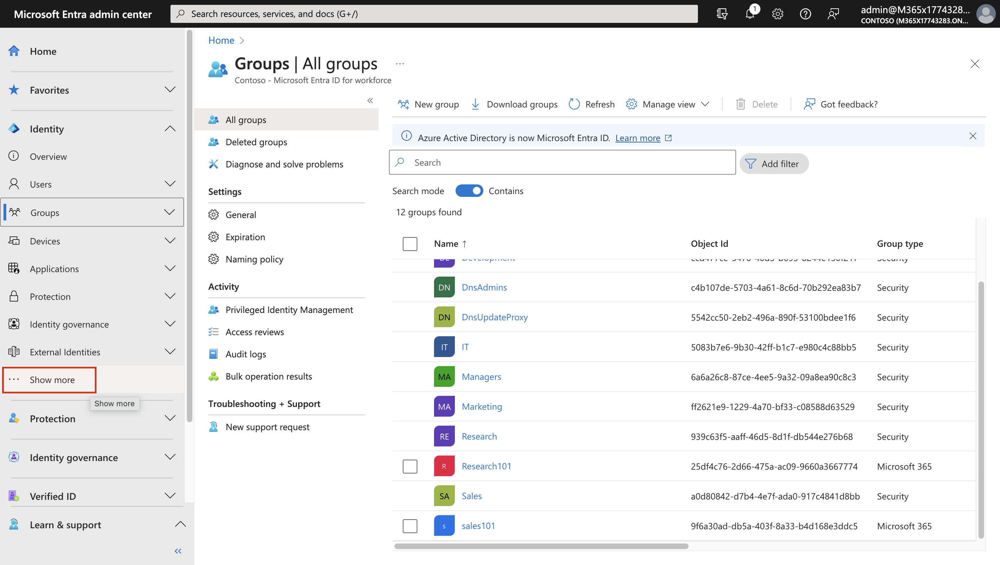 Microsoft Entra admin center
Search resources, services, and docs (G+/)
1
admin@M365x1774328...
CONTOSO (M365X17743283.ON...
Home
Favorites
Identity
Overview
Users
Groups
Devices
Applications
Protection
Identity governance
External Identities
Show more
Show more
Protection
Identity governance
Verified ID
Learn & support
Home
Groups | All groups
Contoso - Microsoft Entra ID for workforce
All groups
Deleted groups
Diagnose and solve problems
Settings
General
Expiration
Naming policy
Activity
Privileged Identity Management
Access reviews
Audit logs
Bulk operation results
Troubleshooting + Support
New support request
New group Download groups Refresh Manage view Delete Got feedback?
Azure Active Directory is now Microsoft Entra ID. Learn more
Search
Add filter
Search mode Contains
12 groups found
Name ↑ Object Id Group type
Development Security
DN DnsAdmins c4b107de-5703-4a61-8c6d-70b292ea83b7 Security
DN DnsUpdateProxy 5542cc50-2eb2-496a-890f-53100bdee1f6 Security
IT IT 5083b7e6-9b30-42ff-b1c7-e980c4c88bb5 Security
MA Managers 6a6a26c8-87ce-4ee5-9a32-09a8ea90c8c3 Security
MA Marketing ff2621e9-1229-4a70-bf33-c08588d63529 Security
RE Research 939c63f5-aaff-46d5-8d1f-db544e276b68 Security
R Research101 25df4c76-2d66-475a-ac09-9660a3667774 Microsoft 365
SA Sales a0d80842-d7b4-4e7f-ada0-917c4841d8bb Security
s sales101 9f6a30ad-db5a-403f-8a33-b4d168e3ddc5 Microsoft 365